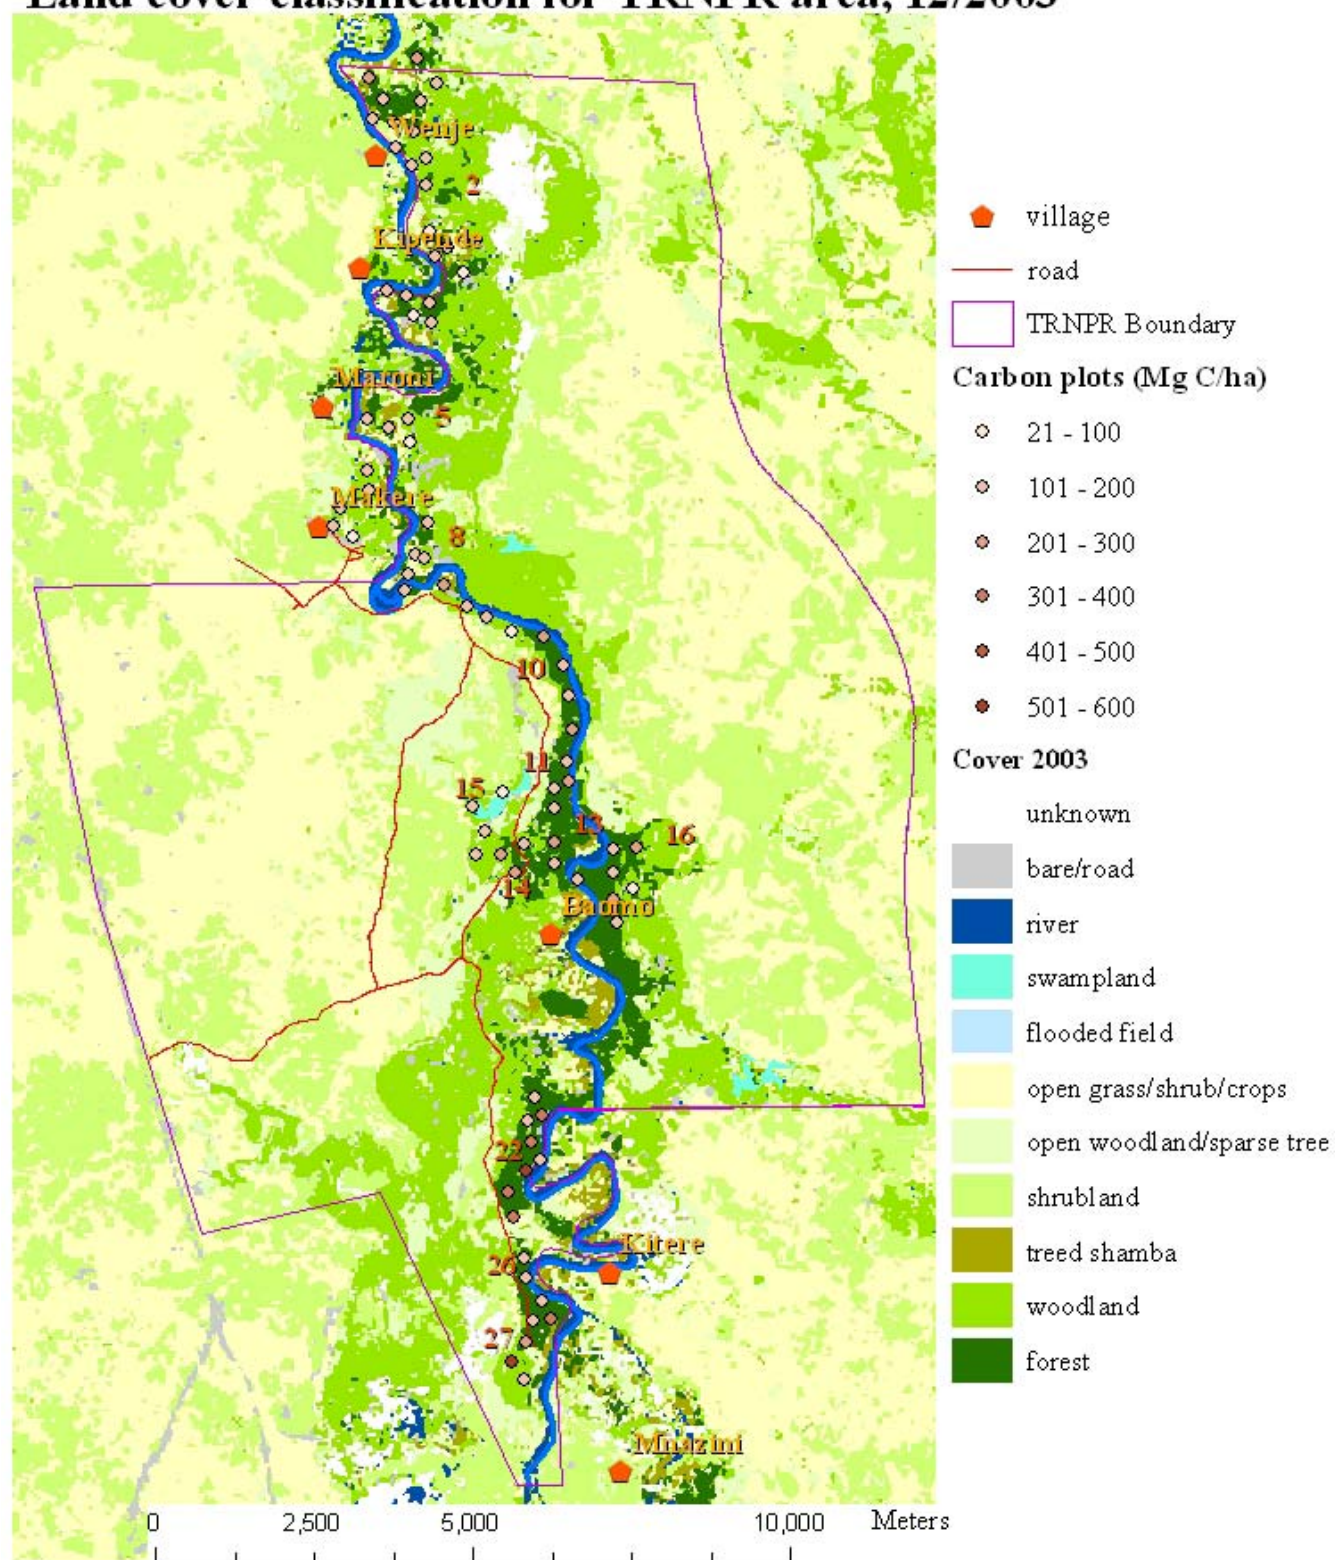 Land cover classification for TRNPR area, 12/2003
Wenje
2
Kipende
Maroni
5
Makere
8
10
11
15
13
16
14
Baomo
22
Kitere
26
27
Mnazini
0 2,500 5,000 10,000 Meters
village
road
TRNPR Boundary
Carbon plots (Mg C/ha)
21 - 100
101 - 200
201 - 300
301 - 400
401 - 500
501 - 600
Cover 2003
unknown
bare/road
river
swampland
flooded field
open grass/shrub/crops
open woodland/sparse tree
shrubland
treed shamba
woodland
forest